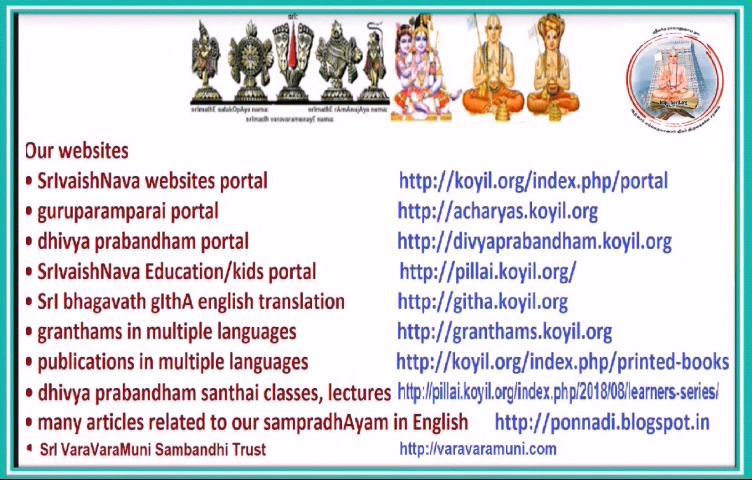 srI:
srImathE satakOpAya nama: srImathE rAmAnujAya nama:
srImadh varavaramunayE nama:
http://koyil.org
Our websites
• SrIvaishNava websites portal http://koyil.org/index.php/portal
• guruparamparai portal http://acharyas.koyil.org
• dhivya prabandham portal http://divyaprabandham.koyil.org
• SrIvaishNava Education/kids portal http://pillai.koyil.org/
• SrI bhagavath gIthA english translation http://githa.koyil.org
• granthams in multiple languages http://granthams.koyil.org
• publications in multiple languages http://koyil.org/index.php/printed-books
• dhivya prabandham santhai classes, lectures http://pillai.koyil.org/index.php/2018/08/learners-series/
• many articles related to our sampradhAyam in English http://ponnadi.blogspot.in
• SrI VaraVaraMuni Sambandhi Trust http://varavaramuni.com